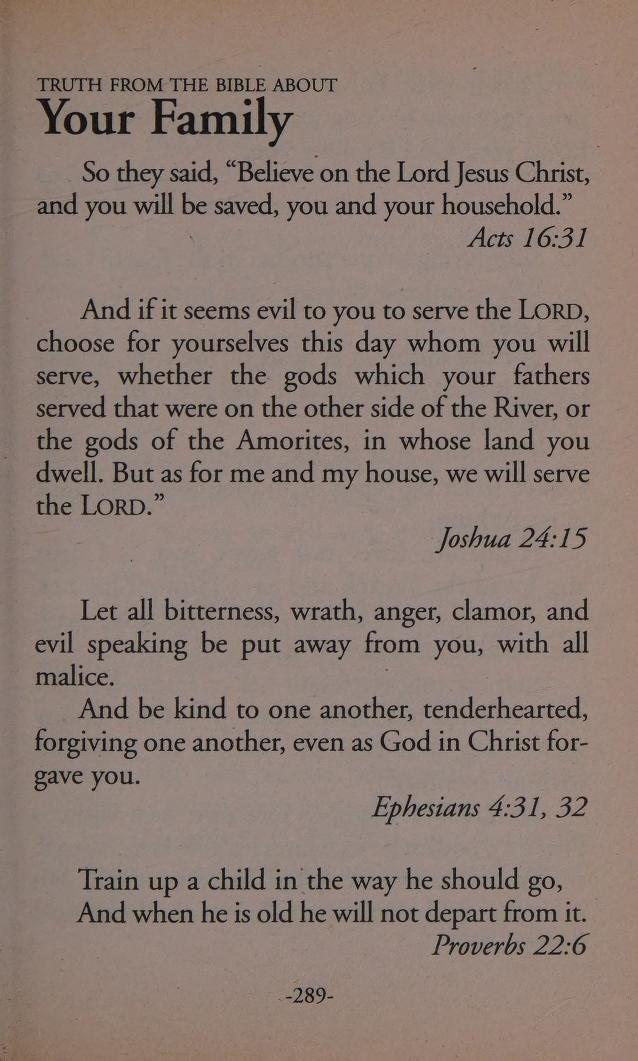 TRUTH FROM THE BIBLE ABOUT
Your Family
So they said, “Believe on the Lord Jesus Christ,
and you will be saved, you and your household.”
Acts 16:31
And if it seems evil to you to serve the LORD,
choose for yourselves this day whom you will
serve, whether the gods which your fathers
served that were on the other side of the River, or
the gods of the Amorites, in whose land you
dwell. But as for me and my house, we will serve
the LORD.”
Joshua 24:15
Let all bitterness, wrath, anger, clamor, and
evil speaking be put away from you, with all
malice.
And be kind to one another, tenderhearted,
forgiving one another, even as God in Christ for-
gave you.
Ephesians 4:31, 32
Train up a child in the way he should go,
And when he is old he will not depart from it.
Proverbs 22:6
-289-